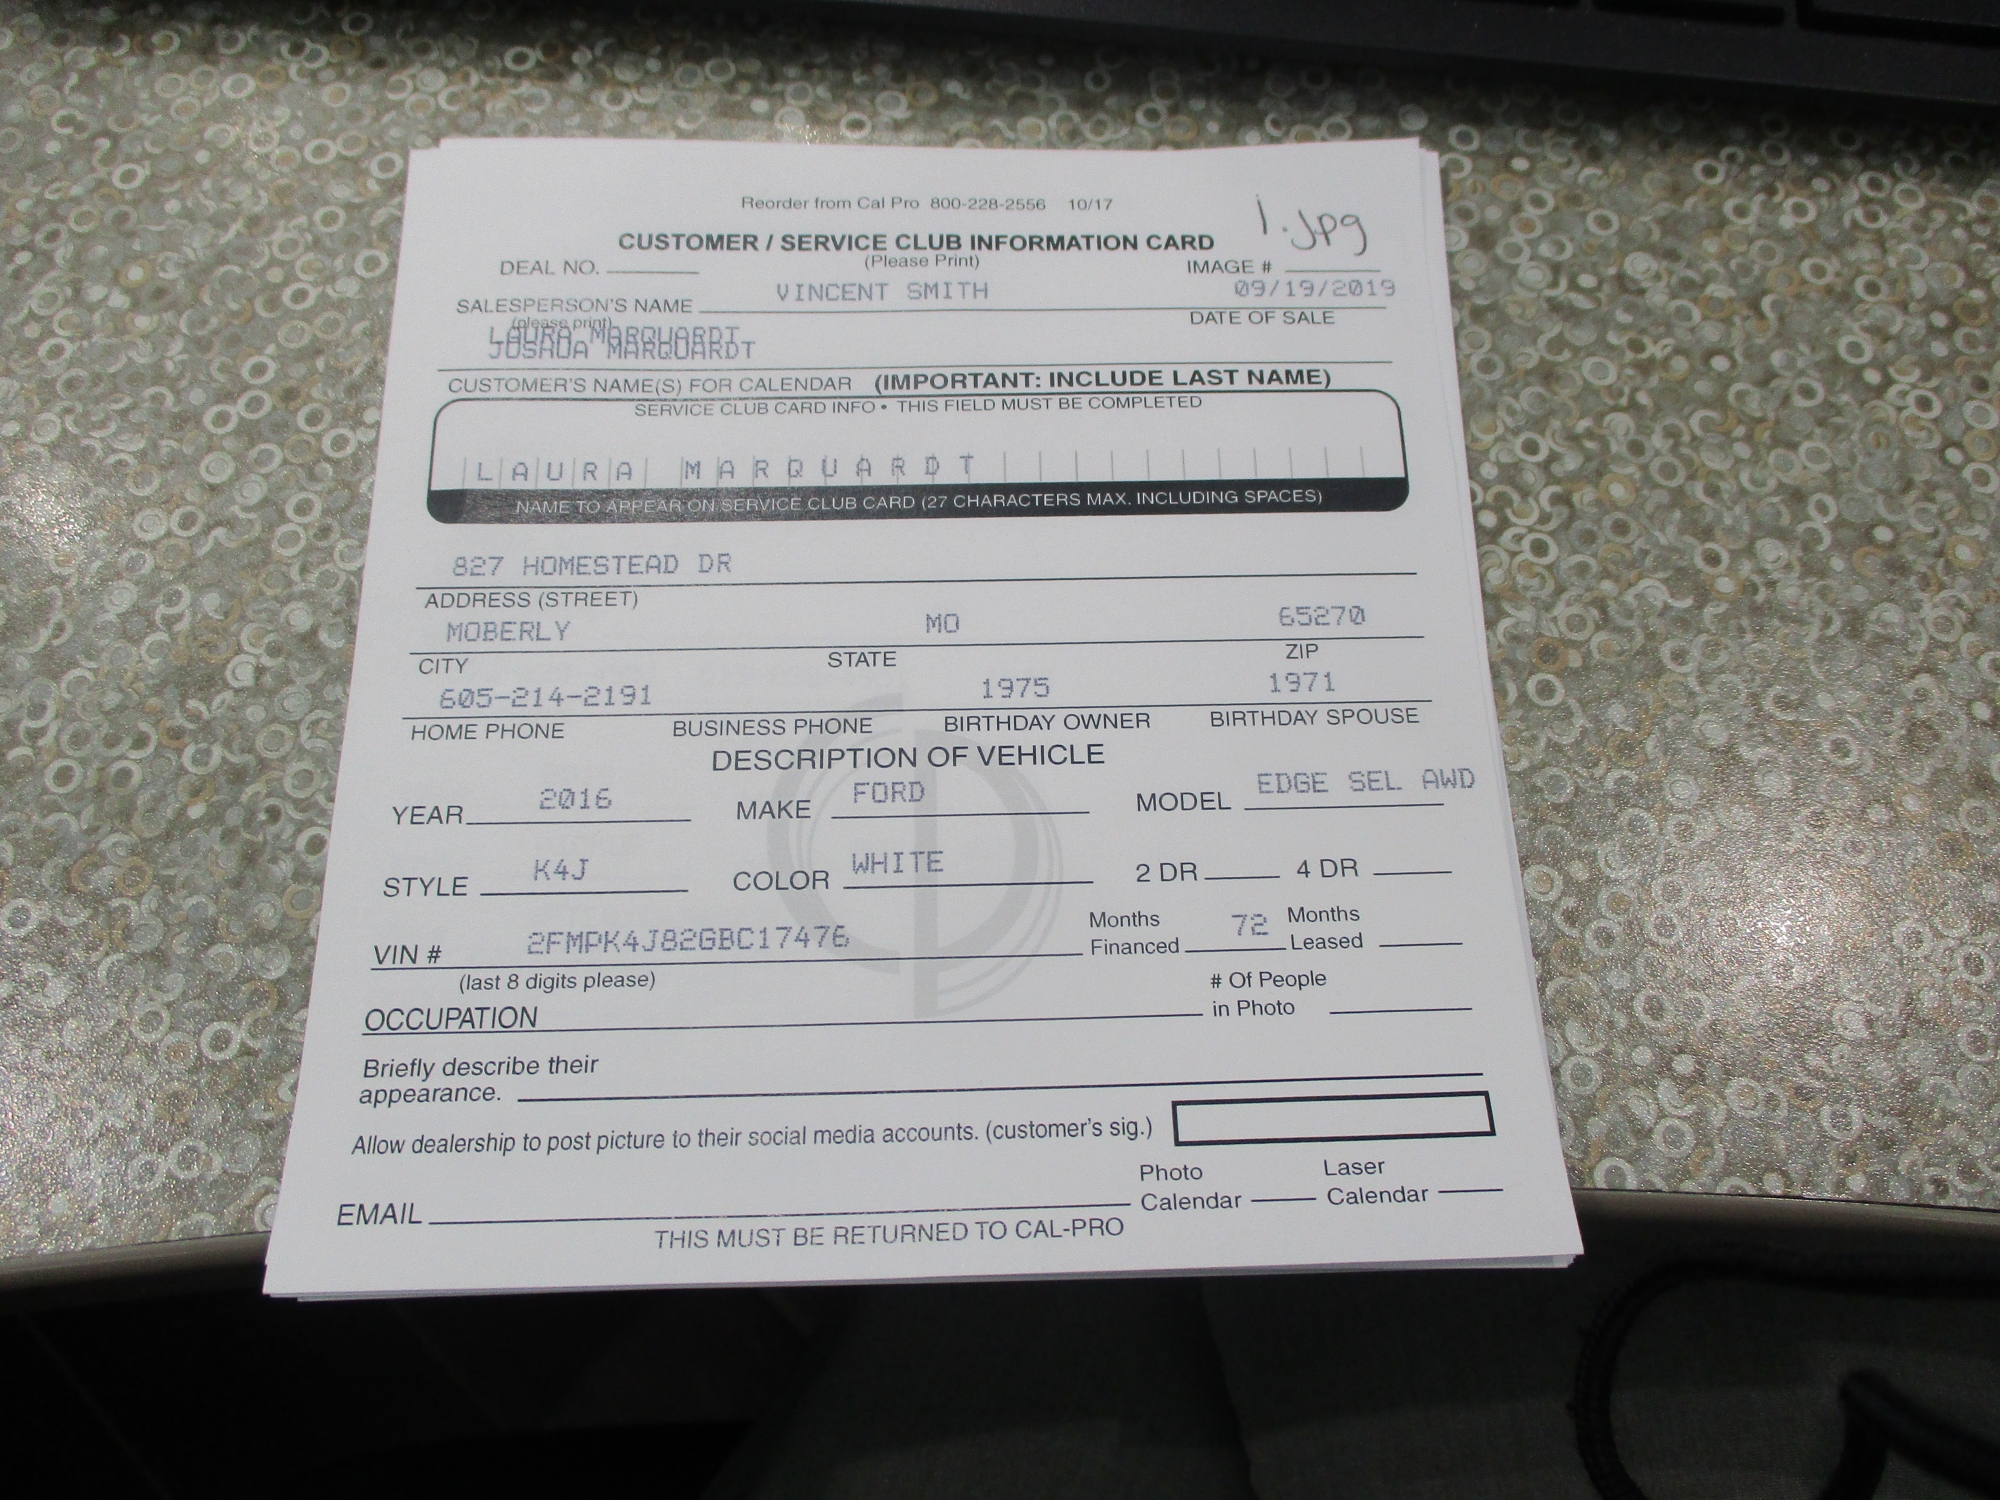 Reorder from Cal Pro 800-228-2556 10/17
CUSTOMER / SERVICE CLUB INFORMATION CARD 1.jpg
(Please Print)
DEAL NO. IMAGE #
SALESPERSON'S NAME VINCENT SMITH 09/19/2019
(please print) DATE OF SALE
LAURA MARQUARDT
JOSHUA MARQUARDT
CUSTOMER'S NAME(S) FOR CALENDAR (IMPORTANT: INCLUDE LAST NAME)
SERVICE CLUB CARD INFO • THIS FIELD MUST BE COMPLETED
LAURA MARQUARDT
NAME TO APPEAR ON SERVICE CLUB CARD (27 CHARACTERS MAX. INCLUDING SPACES)
827 HOMESTEAD DR
ADDRESS (STREET)
MOBERLY MO 65270
CITY STATE ZIP
605-214-2191 1975 1971
HOME PHONE BUSINESS PHONE BIRTHDAY OWNER BIRTHDAY SPOUSE
DESCRIPTION OF VEHICLE
YEAR 2016 MAKE FORD MODEL EDGE SEL AWD
STYLE K4J COLOR WHITE 2 DR 4 DR
VIN # 2FMPK4J82GBC17476 Months Financed 72 Months Leased
(last 8 digits please) # Of People
OCCUPATION in Photo
Briefly describe their
appearance.
Allow dealership to post picture to their social media accounts. (customer's sig.)
EMAIL Photo Calendar Laser Calendar
THIS MUST BE RETURNED TO CAL-PRO